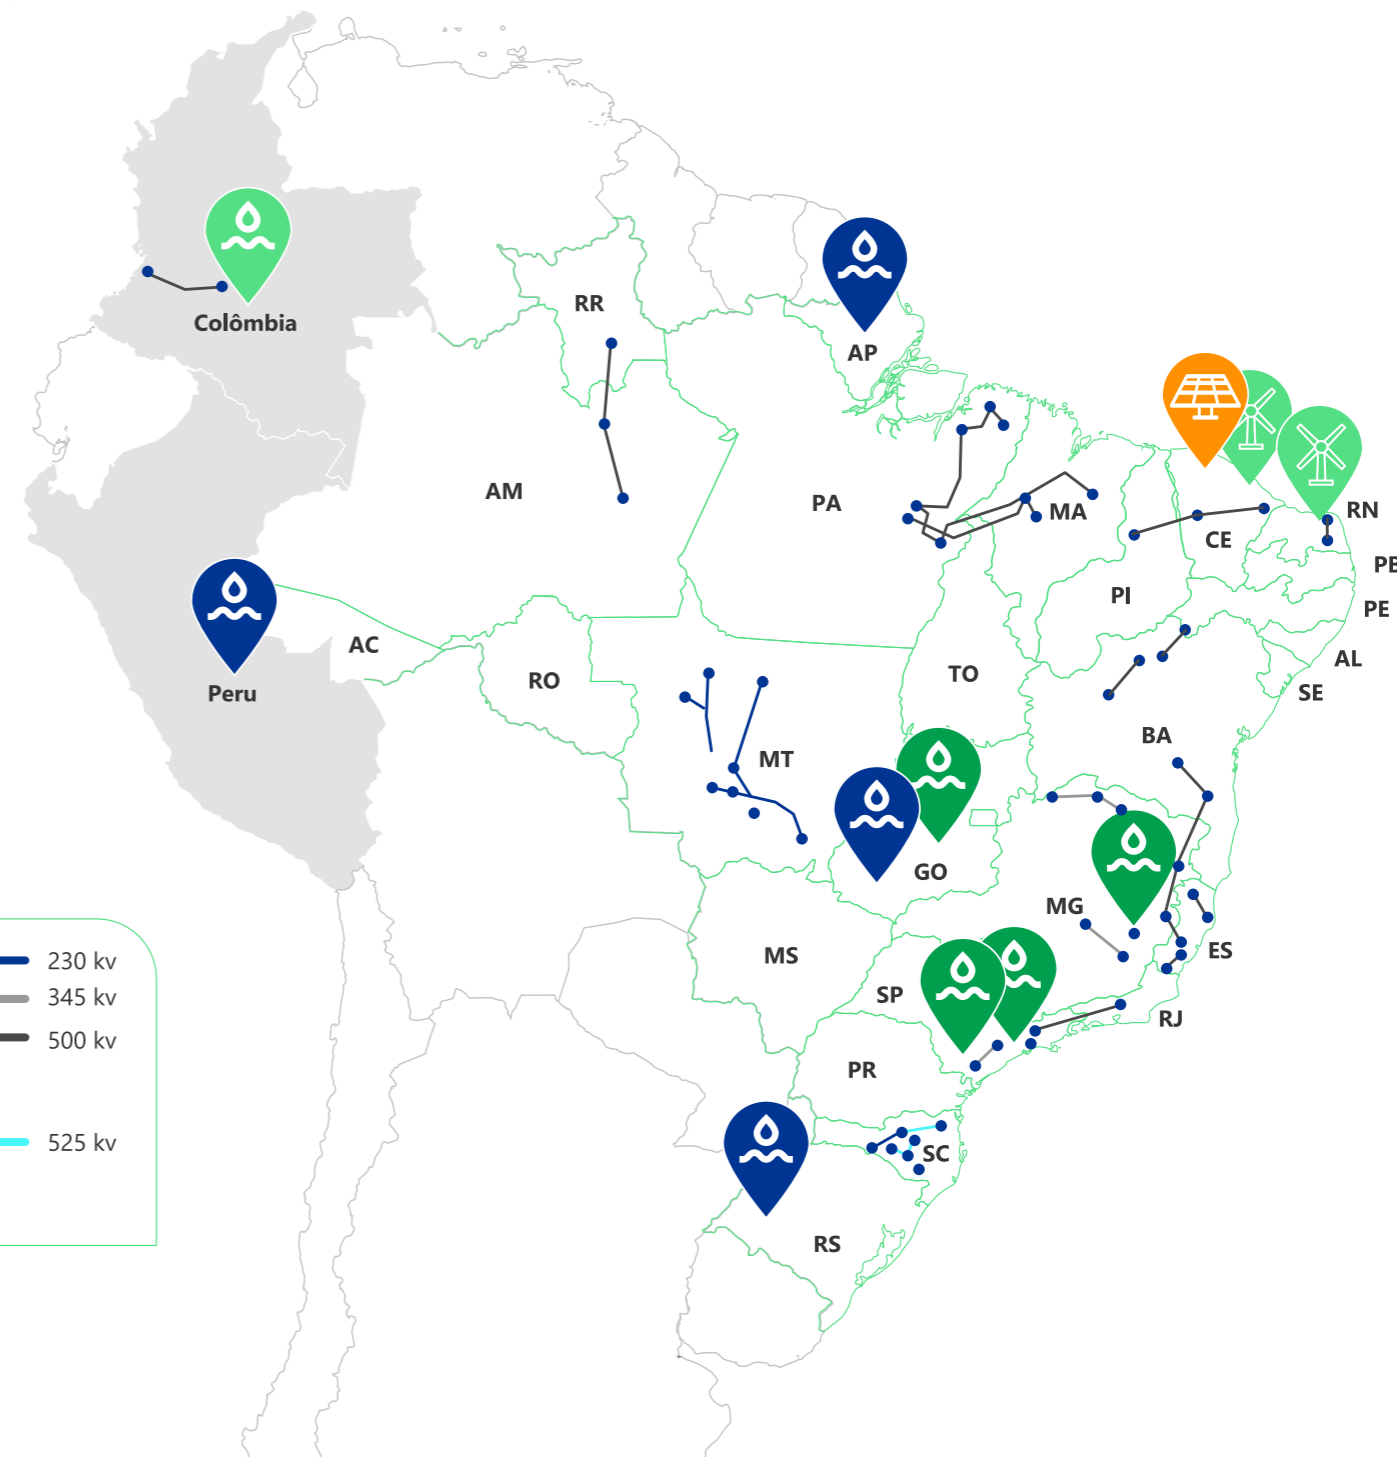 RR
Colômbia
AP
AM
PA
MA
RN
CE
PE
PI
PE
AC
AL
RO
TO
SE
Peru
BA
MT
GO
MG
ES
MS
SP
RJ
PR
SC
RS
230 kv
345 kv
500 kv
525 kv